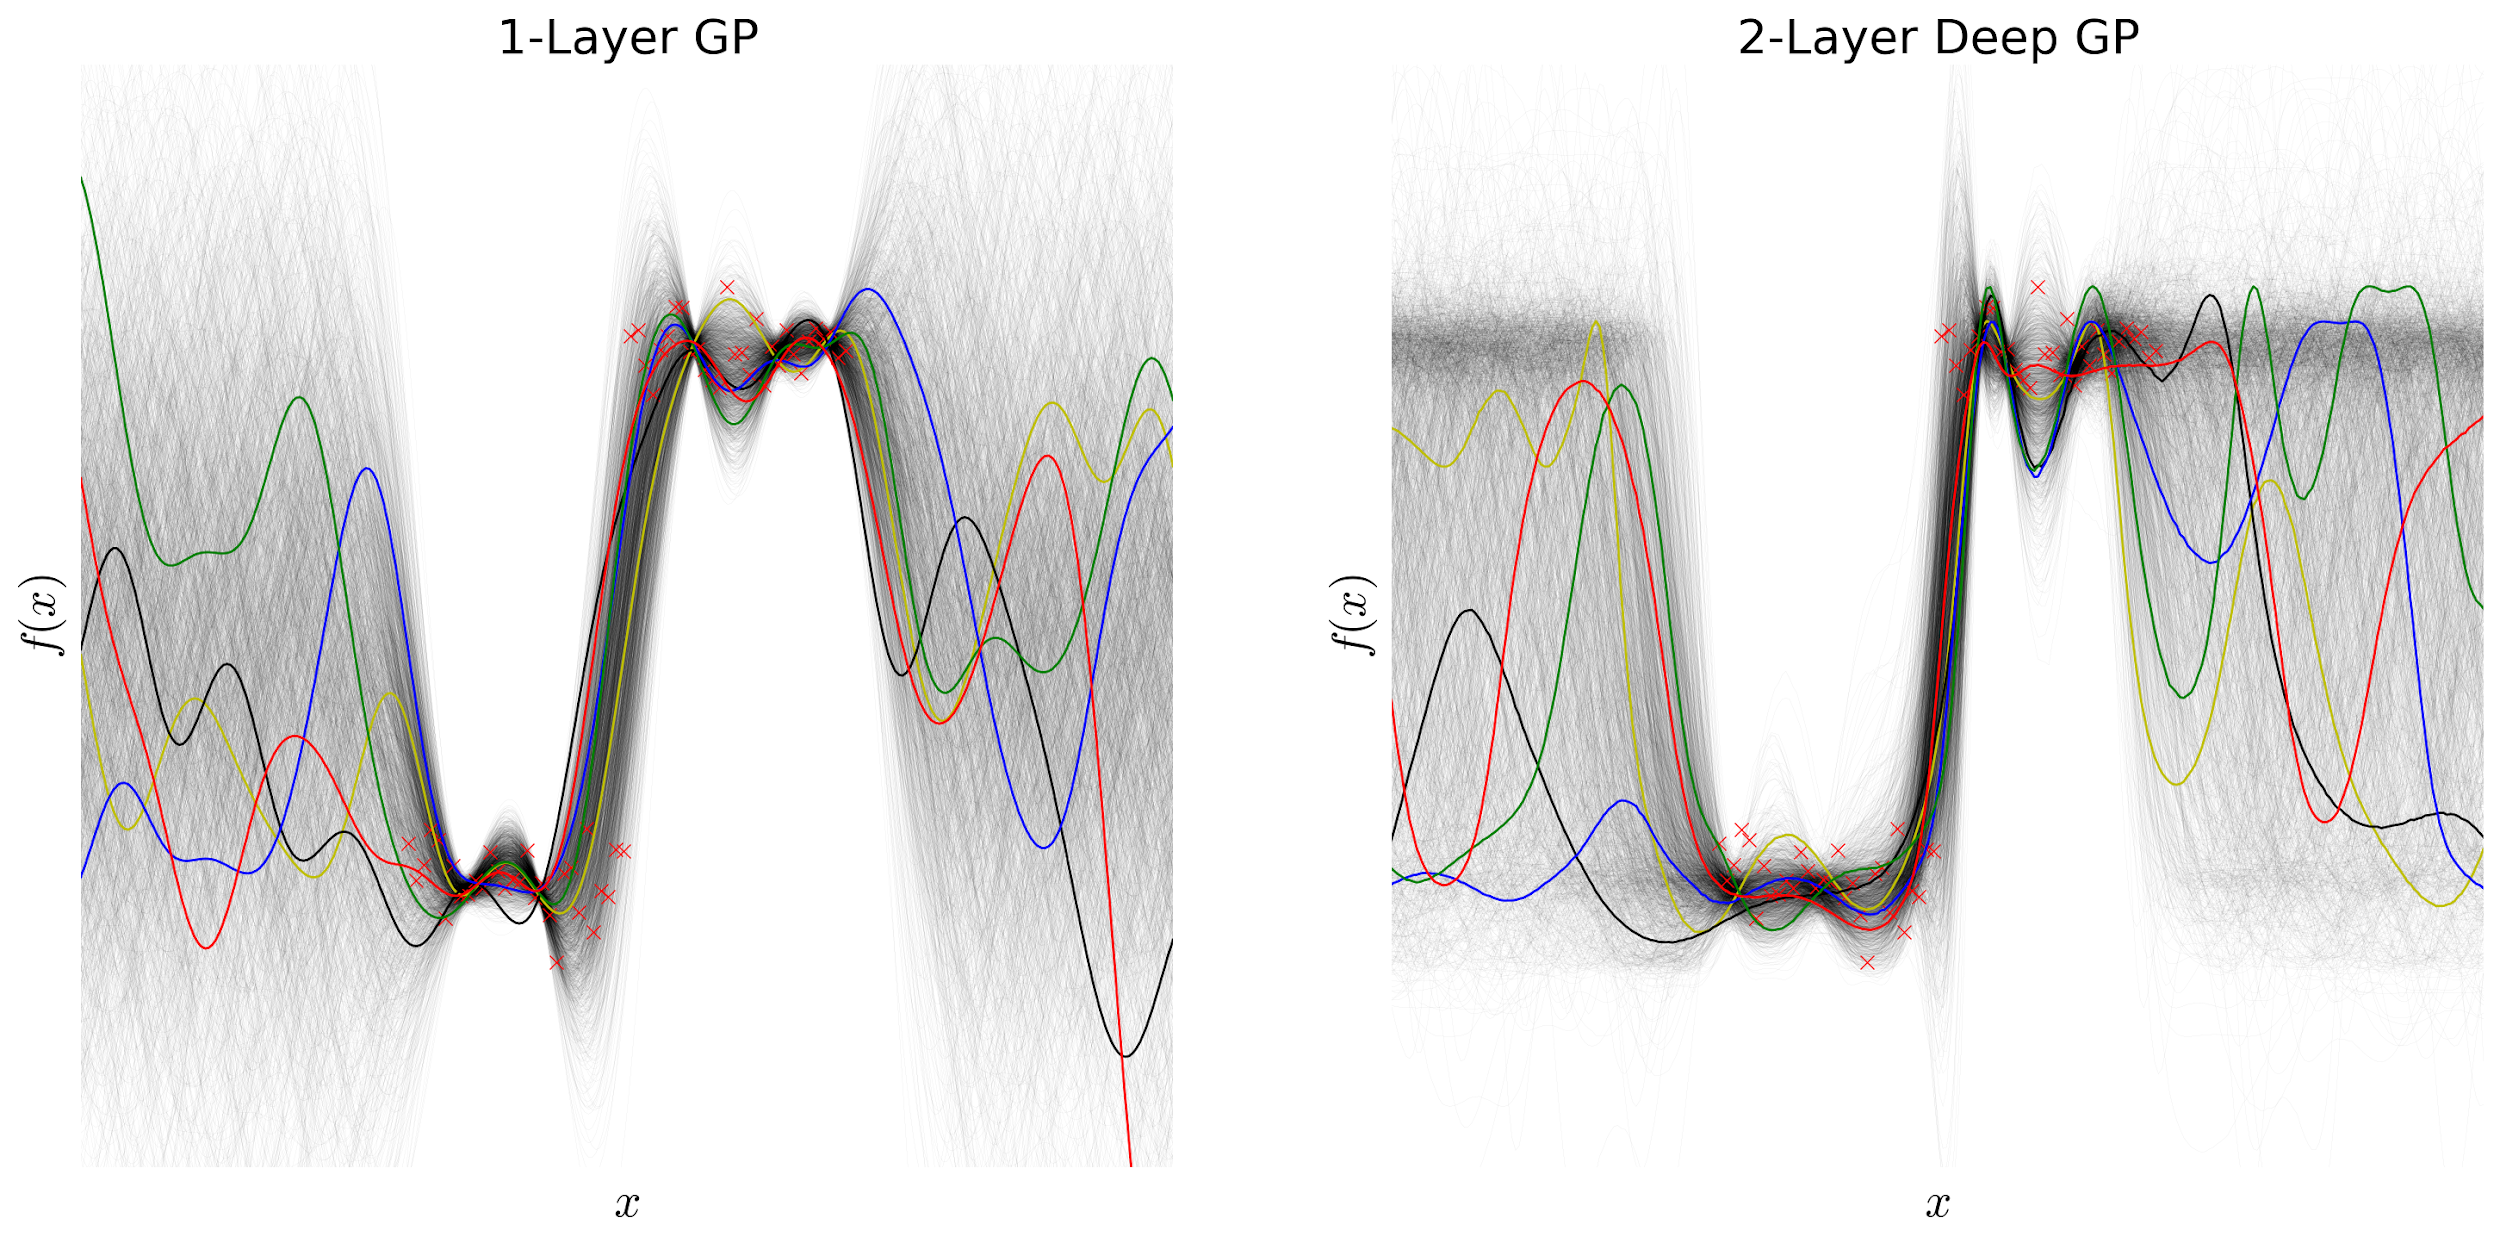 1-Layer GP
f(x)
x
2-Layer Deep GP
f(x)
x